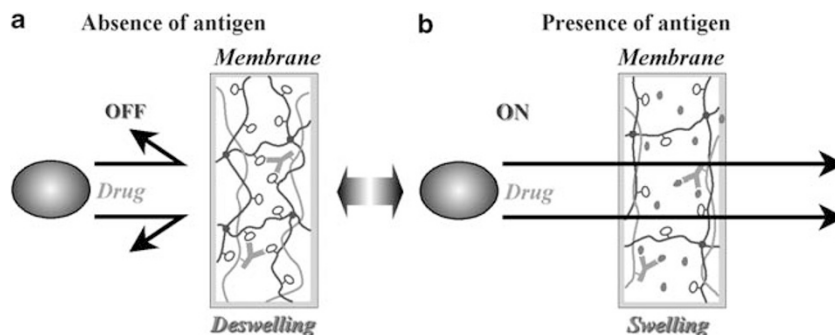 a Absence of antigen
Membrane
OFF
Drug
Deswelling
b Presence of antigen
Membrane
ON
Drug
Swelling